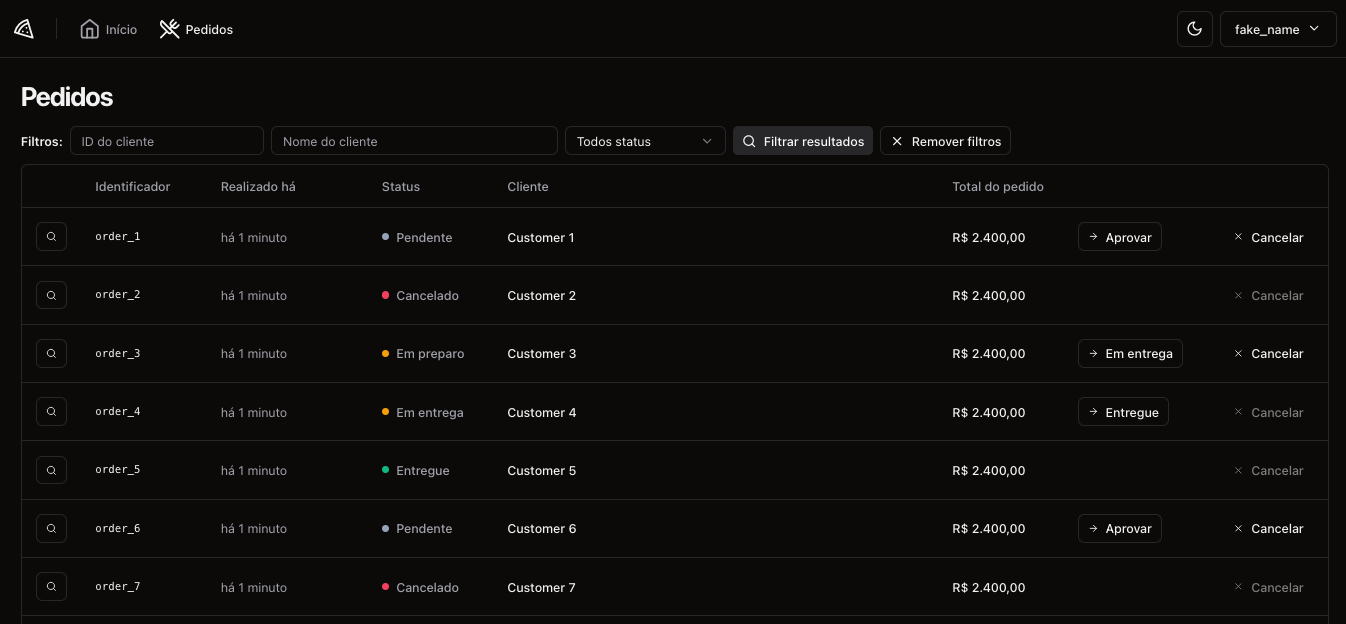 Início Pedidos fake_name
Pedidos
Filtros: ID do cliente Nome do cliente Todos status Filtrar resultados Remover filtros
Identificador Realizado há Status Cliente Total do pedido
order_1 há 1 minuto Pendente Customer 1 R$ 2.400,00 Aprovar Cancelar
order_2 há 1 minuto Cancelado Customer 2 R$ 2.400,00 Cancelar
order_3 há 1 minuto Em preparo Customer 3 R$ 2.400,00 Em entrega Cancelar
order_4 há 1 minuto Em entrega Customer 4 R$ 2.400,00 Entregue Cancelar
order_5 há 1 minuto Entregue Customer 5 R$ 2.400,00 Cancelar
order_6 há 1 minuto Pendente Customer 6 R$ 2.400,00 Aprovar Cancelar
order_7 há 1 minuto Cancelado Customer 7 R$ 2.400,00 Cancelar